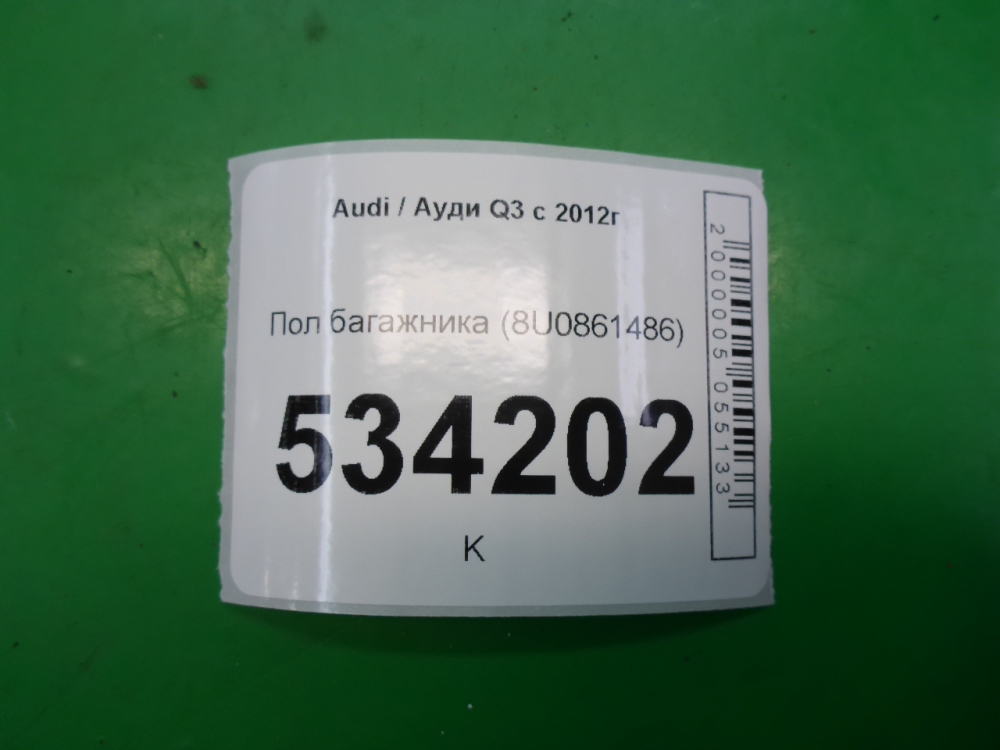 Audi / Ауди Q3 с 2012г
Пол багажника (8U0861486)
534202
К
2000005055133